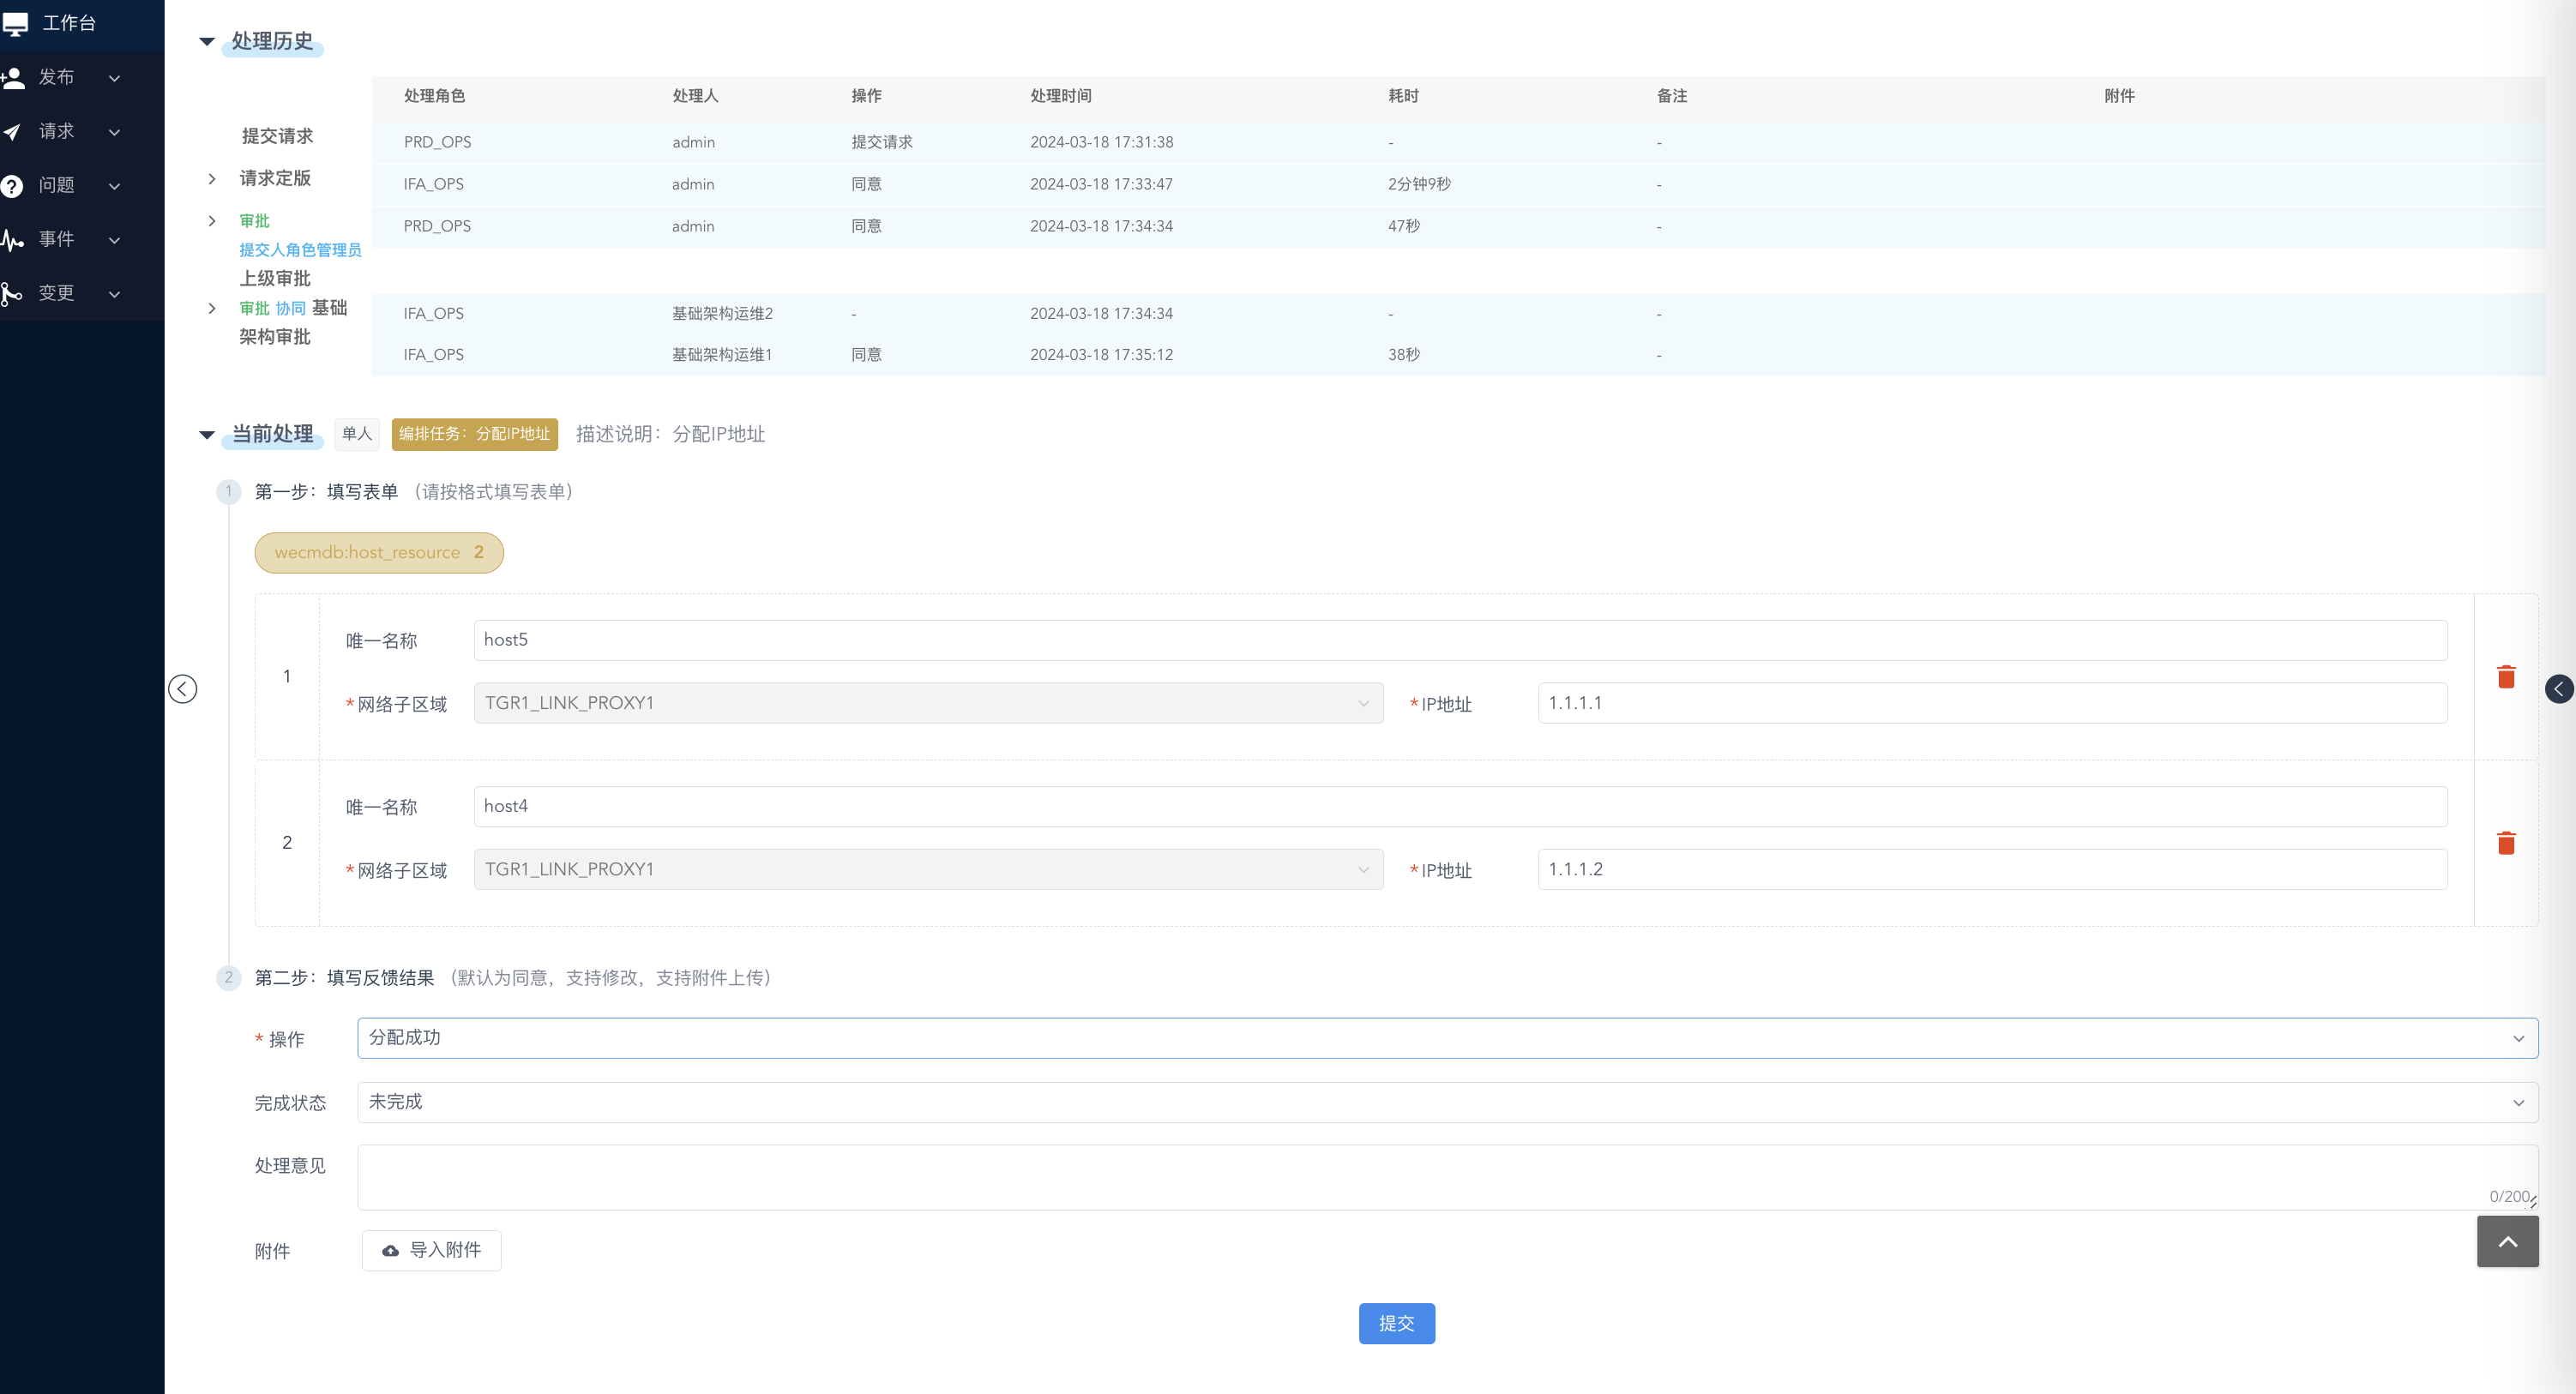 工作台
发布
请求
问题
事件
变更
处理历史
处理角色 处理人 操作 处理时间 耗时 备注 附件
提交请求 PRD_OPS admin 提交请求 2024-03-18 17:31:38 - -
请求定版 IFA_OPS admin 同意 2024-03-18 17:33:47 2分钟9秒 -
审批 PRD_OPS admin 同意 2024-03-18 17:34:34 47秒 -
提交人角色管理员
上级审批
审批 协同 基础 IFA_OPS 基础架构运维2 - 2024-03-18 17:34:34 - -
架构审批 IFA_OPS 基础架构运维1 同意 2024-03-18 17:35:12 38秒 -
当前处理 单人 编排任务：分配IP地址 描述说明：分配IP地址
1 第一步：填写表单 （请按格式填写表单）
wecmdb:host_resource 2
1
唯一名称 host5
*网络子区域 TGR1_LINK_PROXY1 *IP地址 1.1.1.1
2
唯一名称 host4
*网络子区域 TGR1_LINK_PROXY1 *IP地址 1.1.1.2
2 第二步：填写反馈结果 （默认为同意，支持修改，支持附件上传）
* 操作 分配成功
完成状态 未完成
处理意见
0/200
附件 导入附件
提交